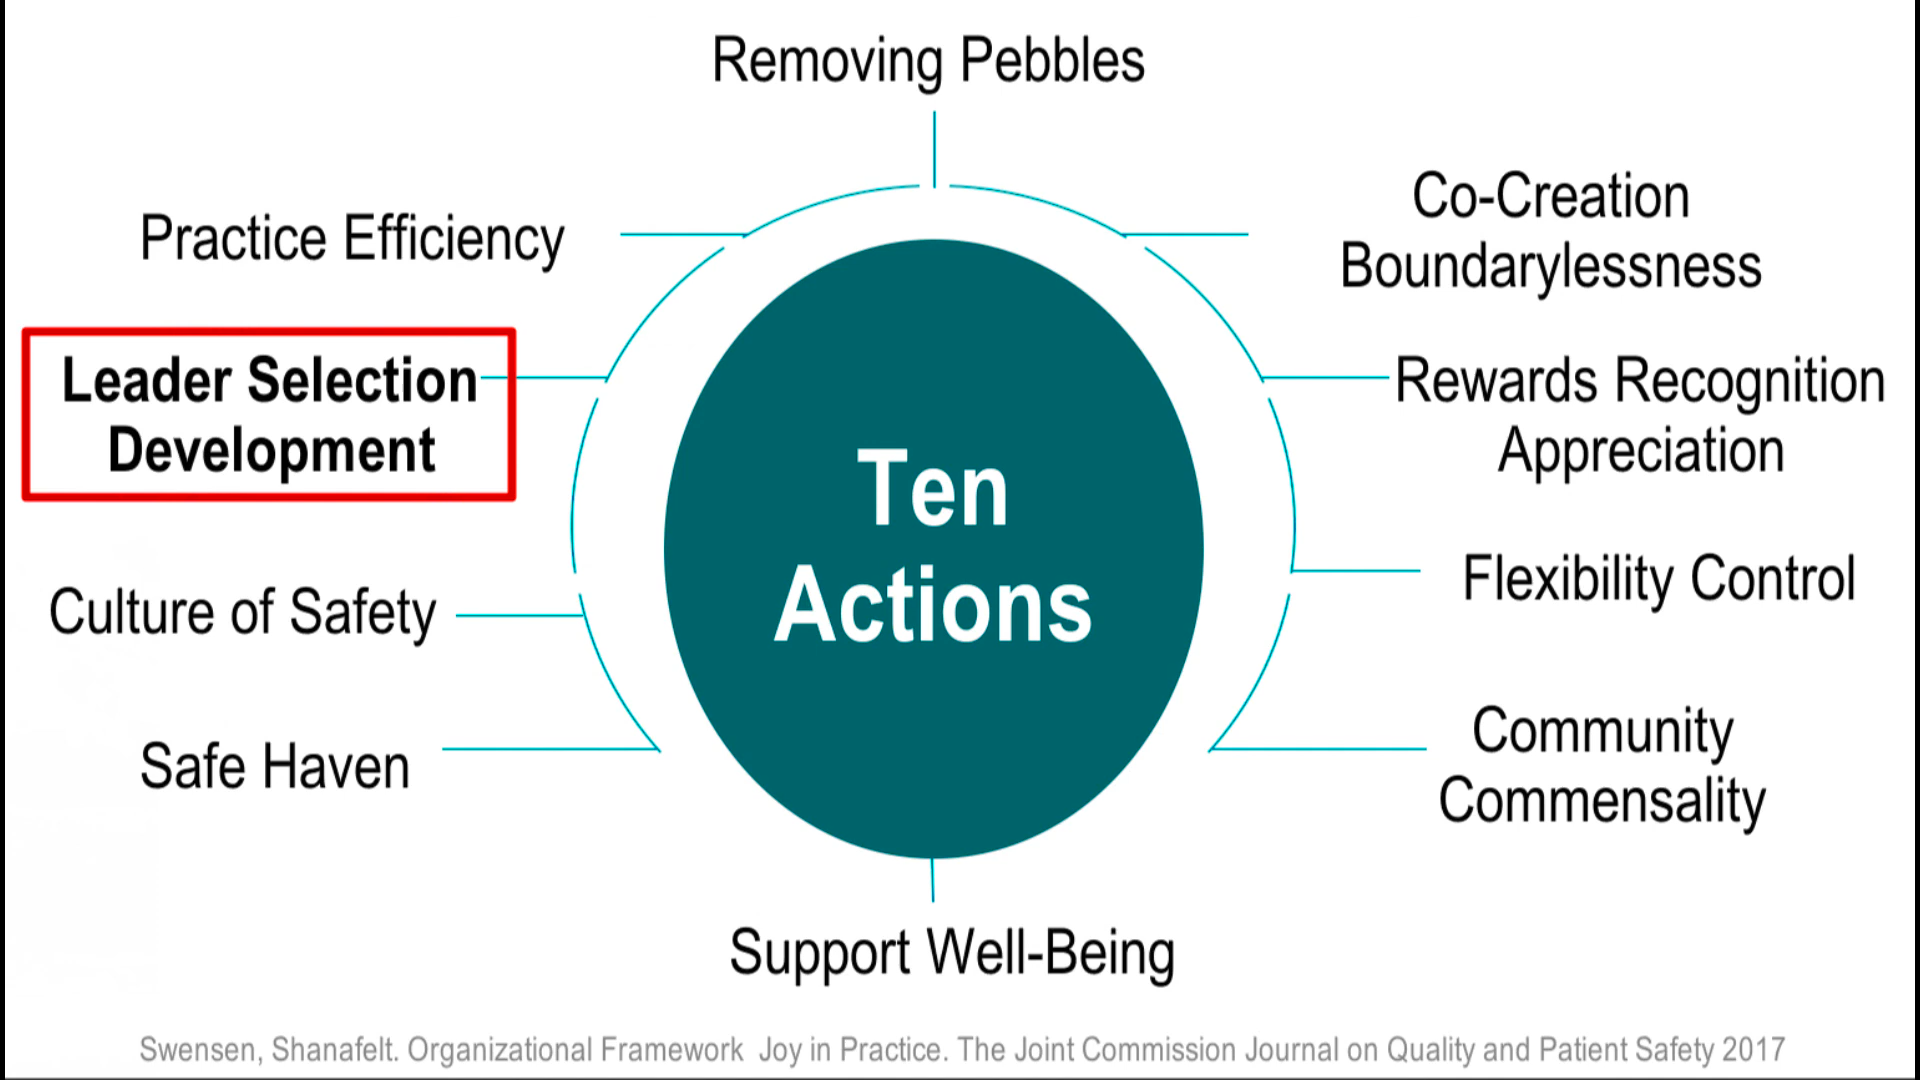 Removing Pebbles
Co-Creation
Boundarylessness
Practice Efficiency
Leader Selection
Development
Rewards Recognition
Appreciation
Ten
Actions
Flexibility Control
Culture of Safety
Community
Commensality
Safe Haven
Support Well-Being
Swensen, Shanafelt. Organizational Framework  Joy in Practice. The Joint Commission Journal on Quality and Patient Safety 2017